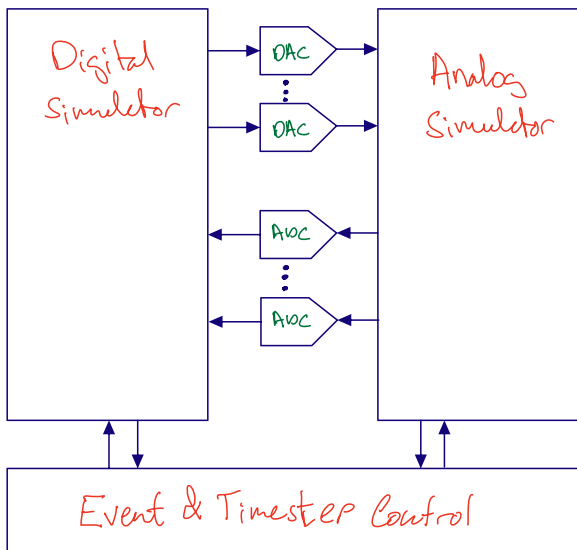 Digital
Simulator
DAC
DAC
ADC
ADC
Analog
Simulator
Event & Timestep Control